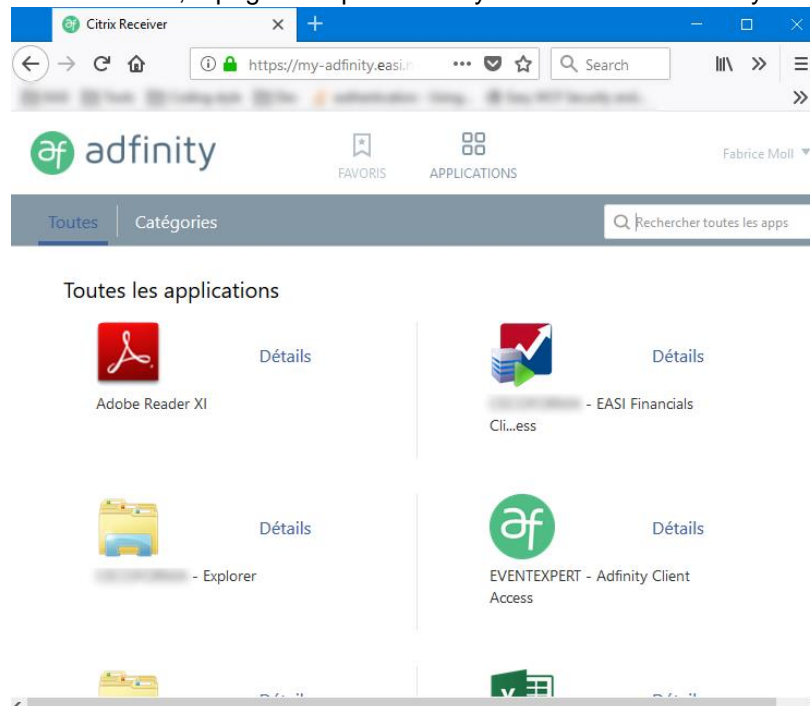 Citrix Receiver
https://my-adfinity.easi.n
Search
adfinity
FAVORIS
APPLICATIONS
Fabrice Moll
Toutes
Catégories
Rechercher toutes les apps
Toutes les applications
Détails
Détails
Adobe Reader XI
- EASI Financials
Cli...ess
Détails
Détails
- Explorer
EVENTEXPERT - Adfinity Client
Access